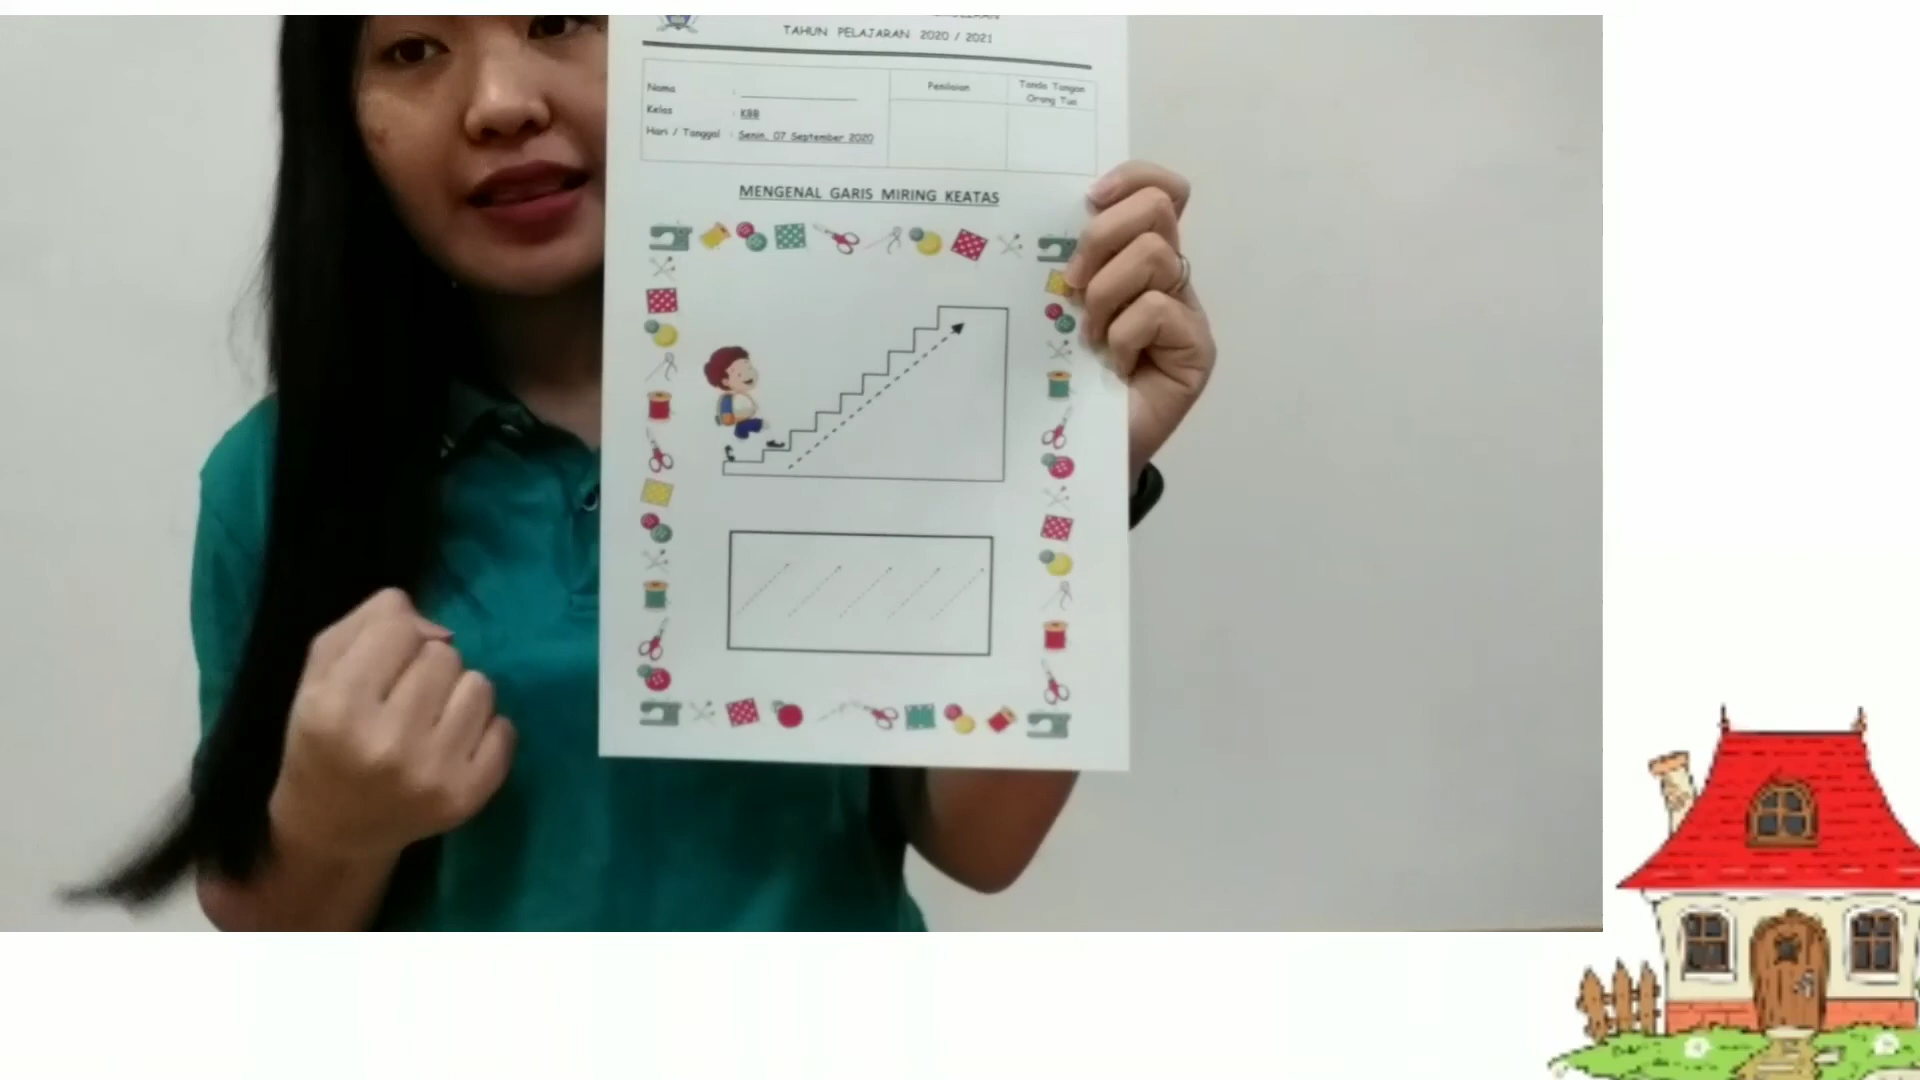 TAHUN PELAJARAN 2020 / 2021
Nama : ____________
Kelas : KBB
Hari / Tanggal : Senin, 07 September 2020
Penilaian
Tanda Tangan
Orang Tua
MENGENAL GARIS MIRING KEATAS